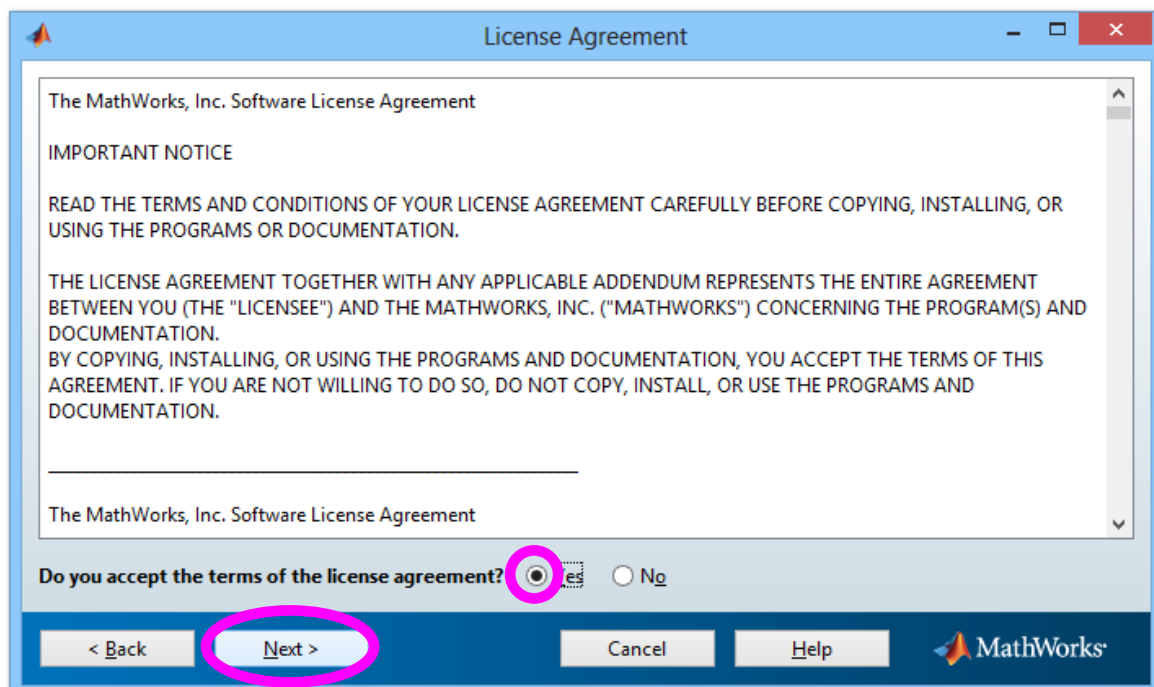 License Agreement
The MathWorks, Inc. Software License Agreement
IMPORTANT NOTICE
READ THE TERMS AND CONDITIONS OF YOUR LICENSE AGREEMENT CAREFULLY BEFORE COPYING, INSTALLING, OR
USING THE PROGRAMS OR DOCUMENTATION.
THE LICENSE AGREEMENT TOGETHER WITH ANY APPLICABLE ADDENDUM REPRESENTS THE ENTIRE AGREEMENT
BETWEEN YOU (THE "LICENSEE") AND THE MATHWORKS, INC. ("MATHWORKS") CONCERNING THE PROGRAM(S) AND
DOCUMENTATION.
BY COPYING, INSTALLING, OR USING THE PROGRAMS AND DOCUMENTATION, YOU ACCEPT THE TERMS OF THIS
AGREEMENT. IF YOU ARE NOT WILLING TO DO SO, DO NOT COPY, INSTALL, OR USE THE PROGRAMS AND
DOCUMENTATION.
The MathWorks, Inc. Software License Agreement
Do you accept the terms of the license agreement? Yes No
< Back Next > Cancel Help MathWorks